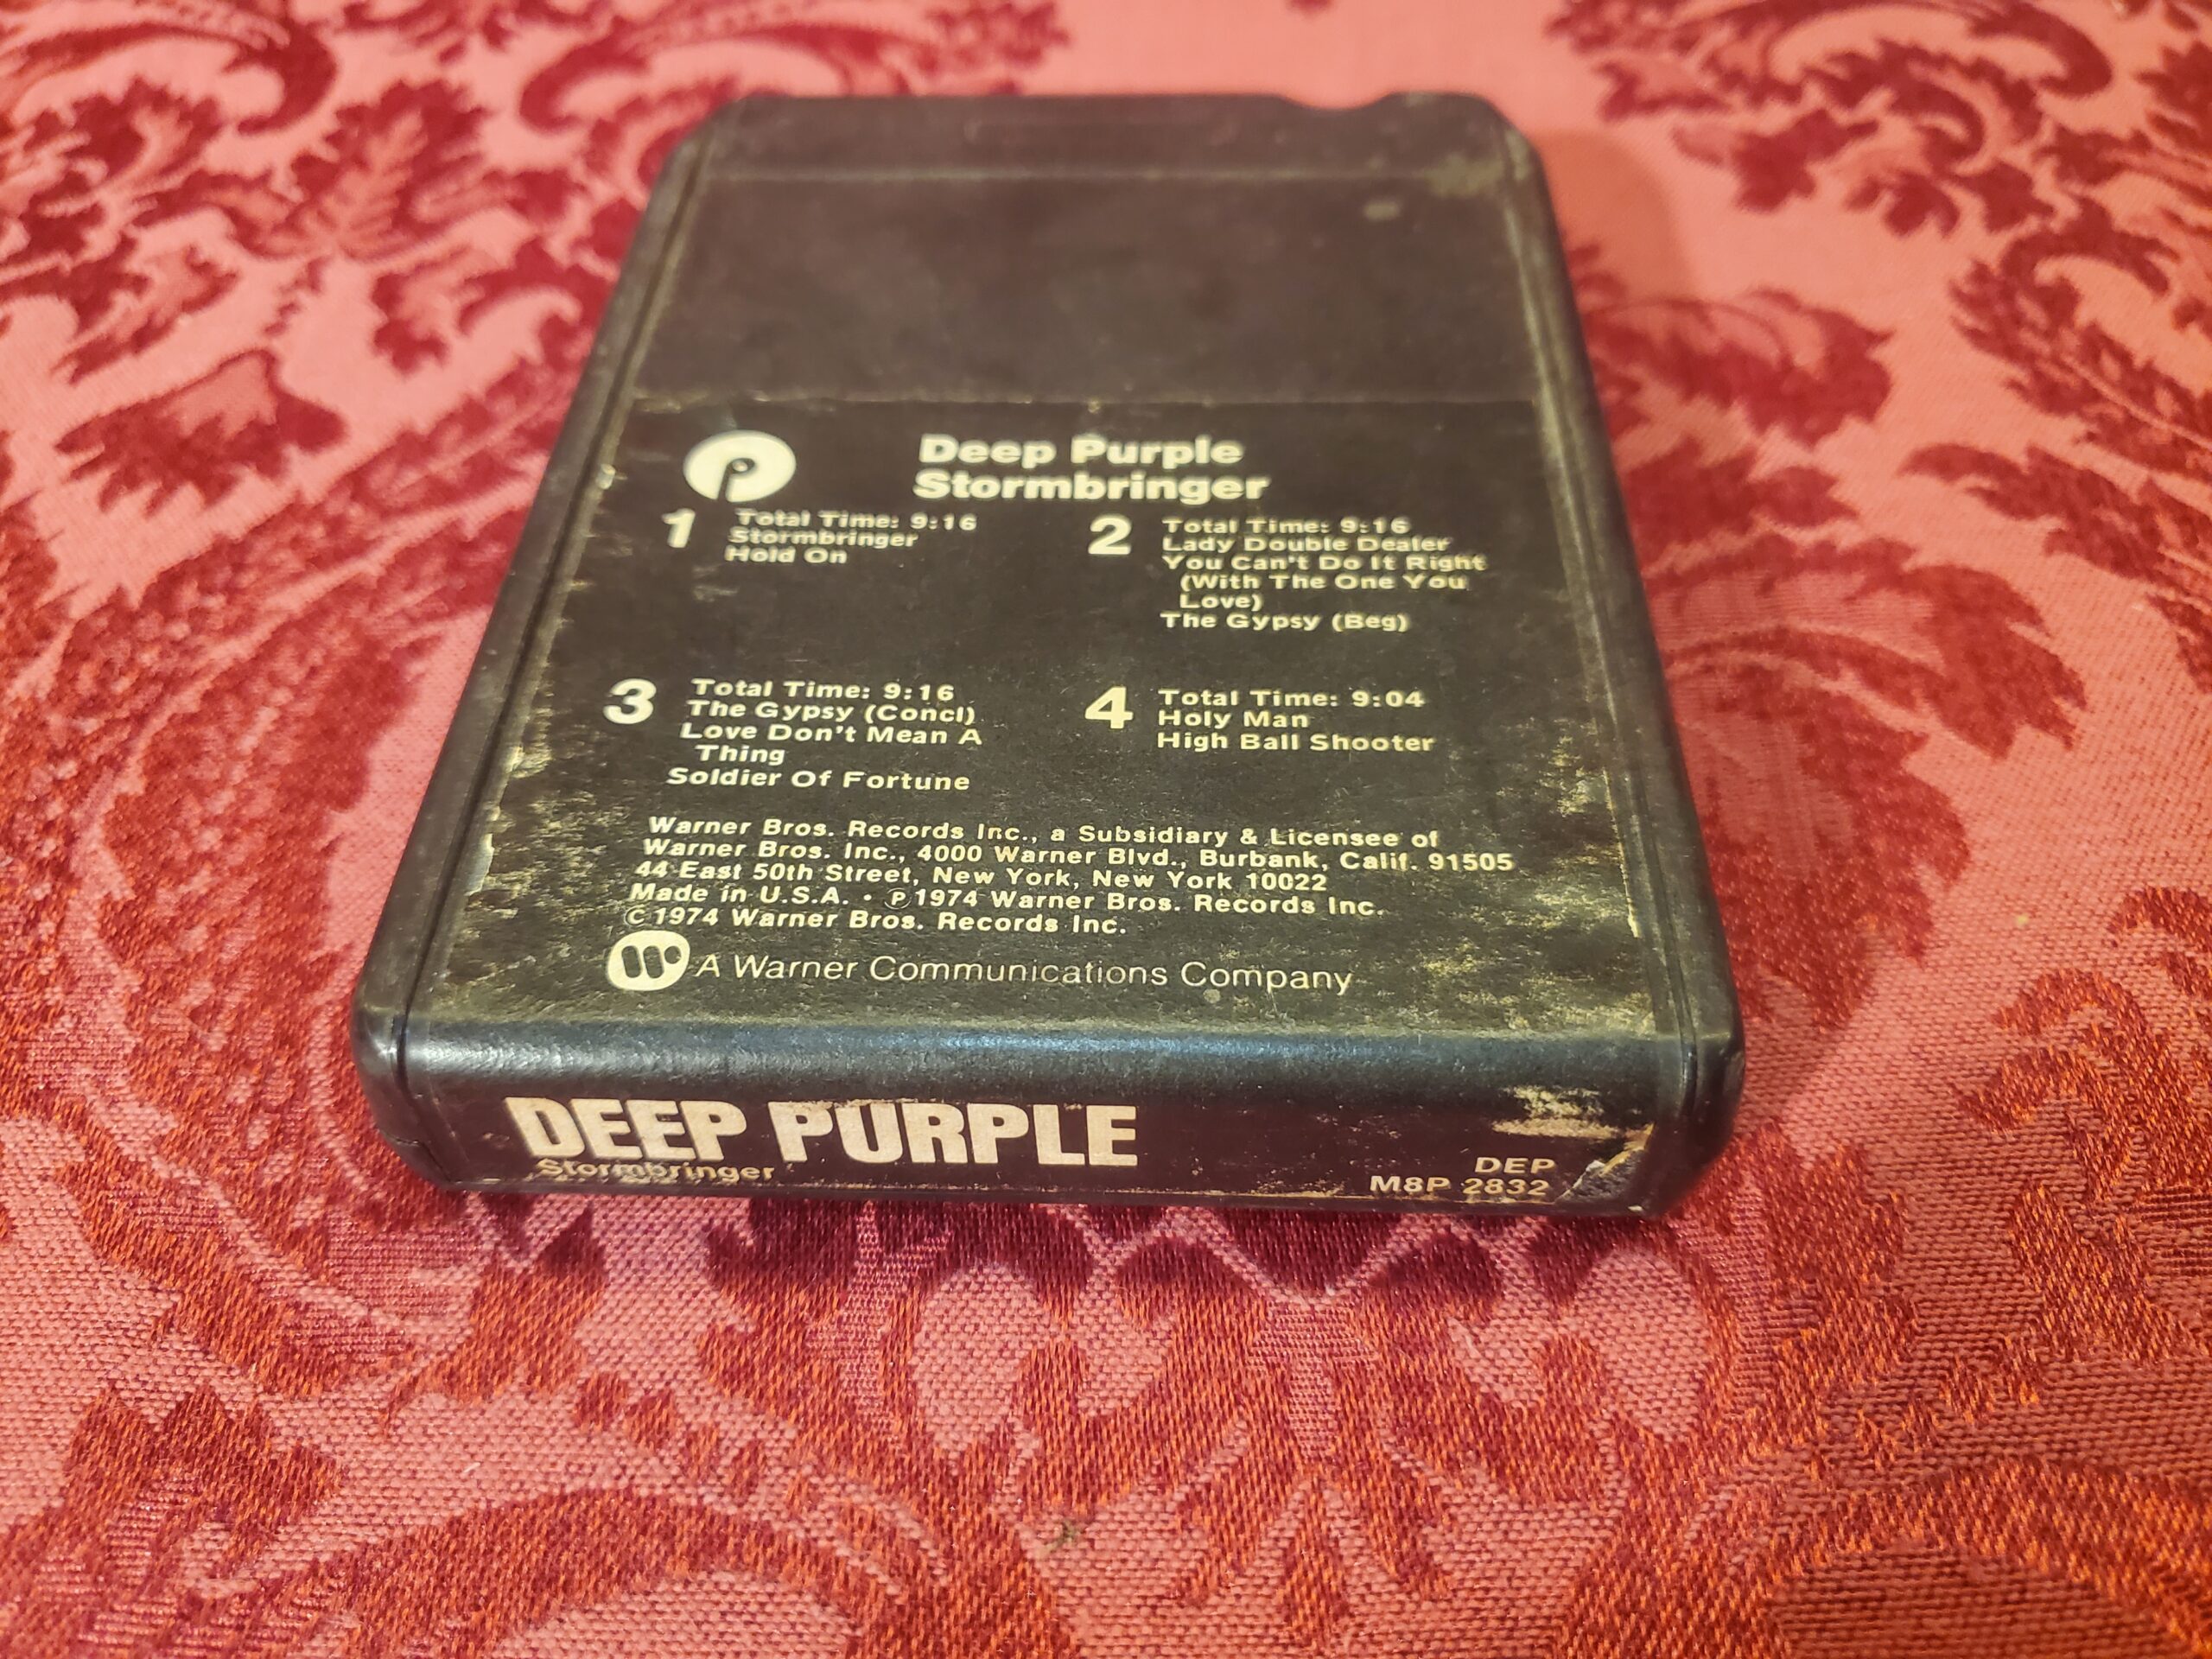 Deep Purple
Stormbringer
1
Total Time: 9:16
Stormbringer
Hold On
2
Total Time: 9:16
Lady Double Dealer
You Can't Do It Right
(With The One You
Love)
The Gypsy (Beg)
3
Total Time: 9:16
The Gypsy (Concl)
Love Don't Mean A
Thing
Soldier Of Fortune
4
Total Time: 9:04
Holy Man
High Ball Shooter
Warner Bros. Records Inc., a Subsidiary & Licensee of
Warner Bros. Inc., 4000 Warner Blvd., Burbank, Calif. 91505
44 East 50th Street, New York, New York 10022
Made in U.S.A. • ℗ 1974 Warner Bros. Records Inc.
© 1974 Warner Bros. Records Inc.
A Warner Communications Company
DEEP PURPLE
Stormbringer
DEP
M8P 2832